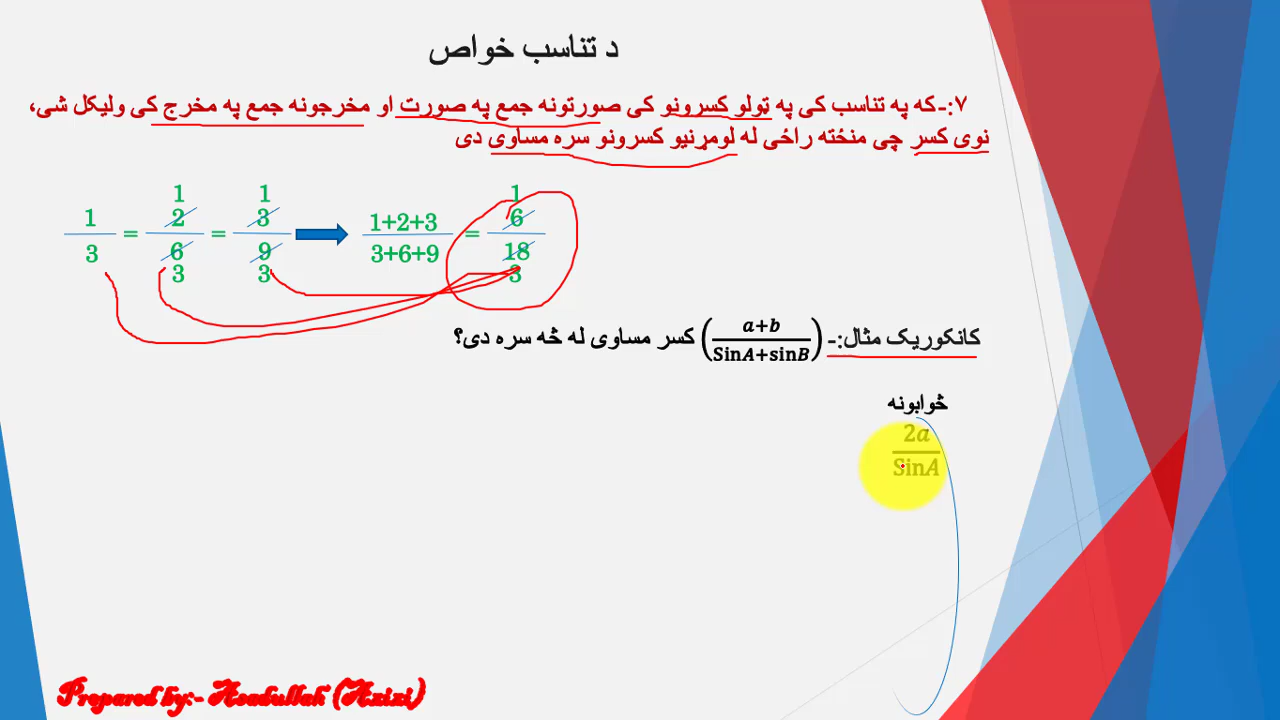 د تناسب خواص
۷:- که په تناسب کی په ټولو کسرونو کی صورتونه جمع په صورت او مخرجونه جمع په مخرج کی ولیکل شی،
نوی کسر چی منځته راځی له لومړنیو کسرونو سره مساوی دی
1 1 1
1 2 3 1+2+3 6
= = =
3 6 9 3+6+9 18
3 3 3
کانکوریک مثال:- (a+b / SinA+sinB) کسر مساوی له څه سره دی؟
ځوابونه
2a
SinA
Prepared by:- Asadullah (Azizi)